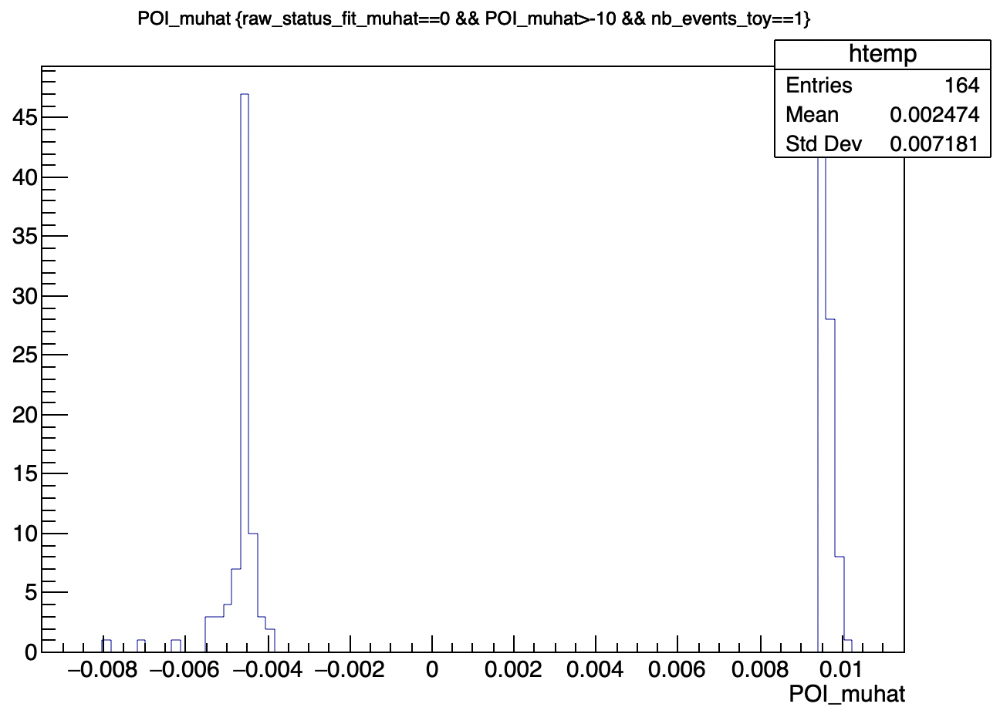 POI_muhat {raw_status_fit_muhat==0 && POI_muhat>-10 && nb_events_toy==1}
htemp
Entries 164
Mean 0.002474
Std Dev 0.007181
45
40
35
30
25
20
15
10
5
0
−0.008 −0.006 −0.004 −0.002 0 0.002 0.004 0.006 0.008 0.01
POI_muhat